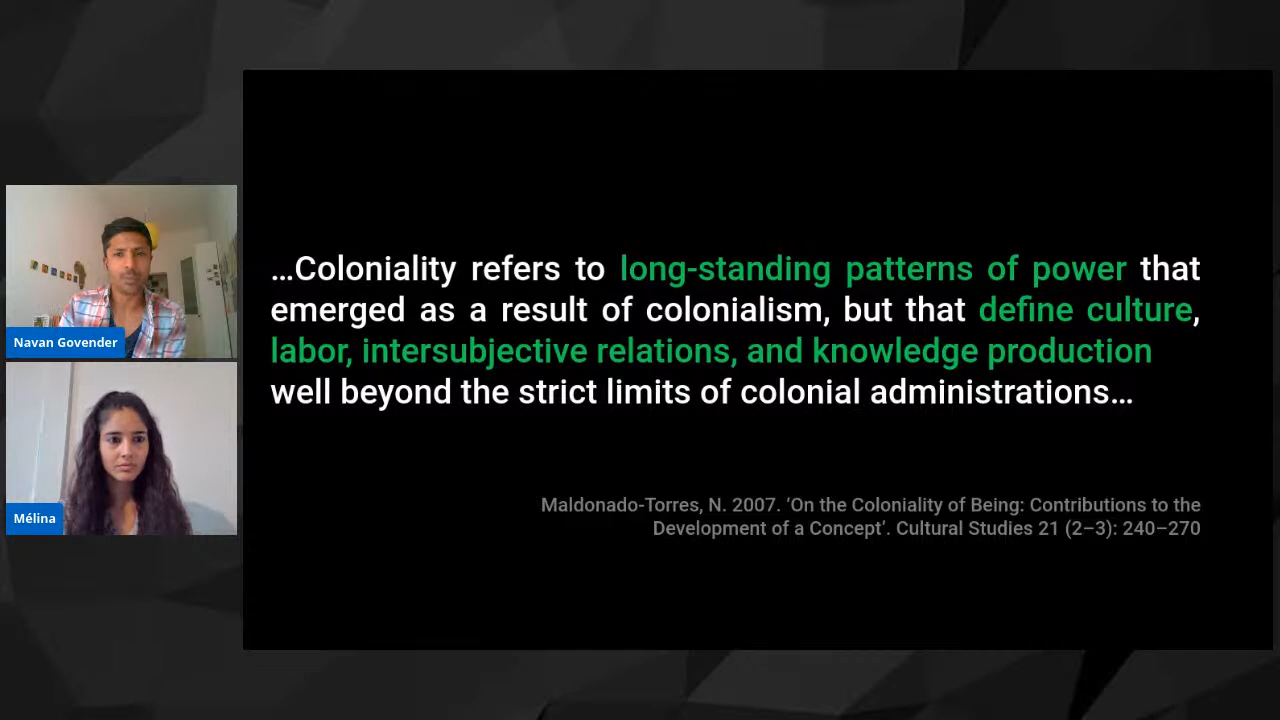 Navan Govender
Mélina
…Coloniality refers to long-standing patterns of power that
emerged as a result of colonialism, but that define culture,
labor, intersubjective relations, and knowledge production
well beyond the strict limits of colonial administrations…
Maldonado-Torres, N. 2007. ‘On the Coloniality of Being: Contributions to the
Development of a Concept’. Cultural Studies 21 (2–3): 240–270